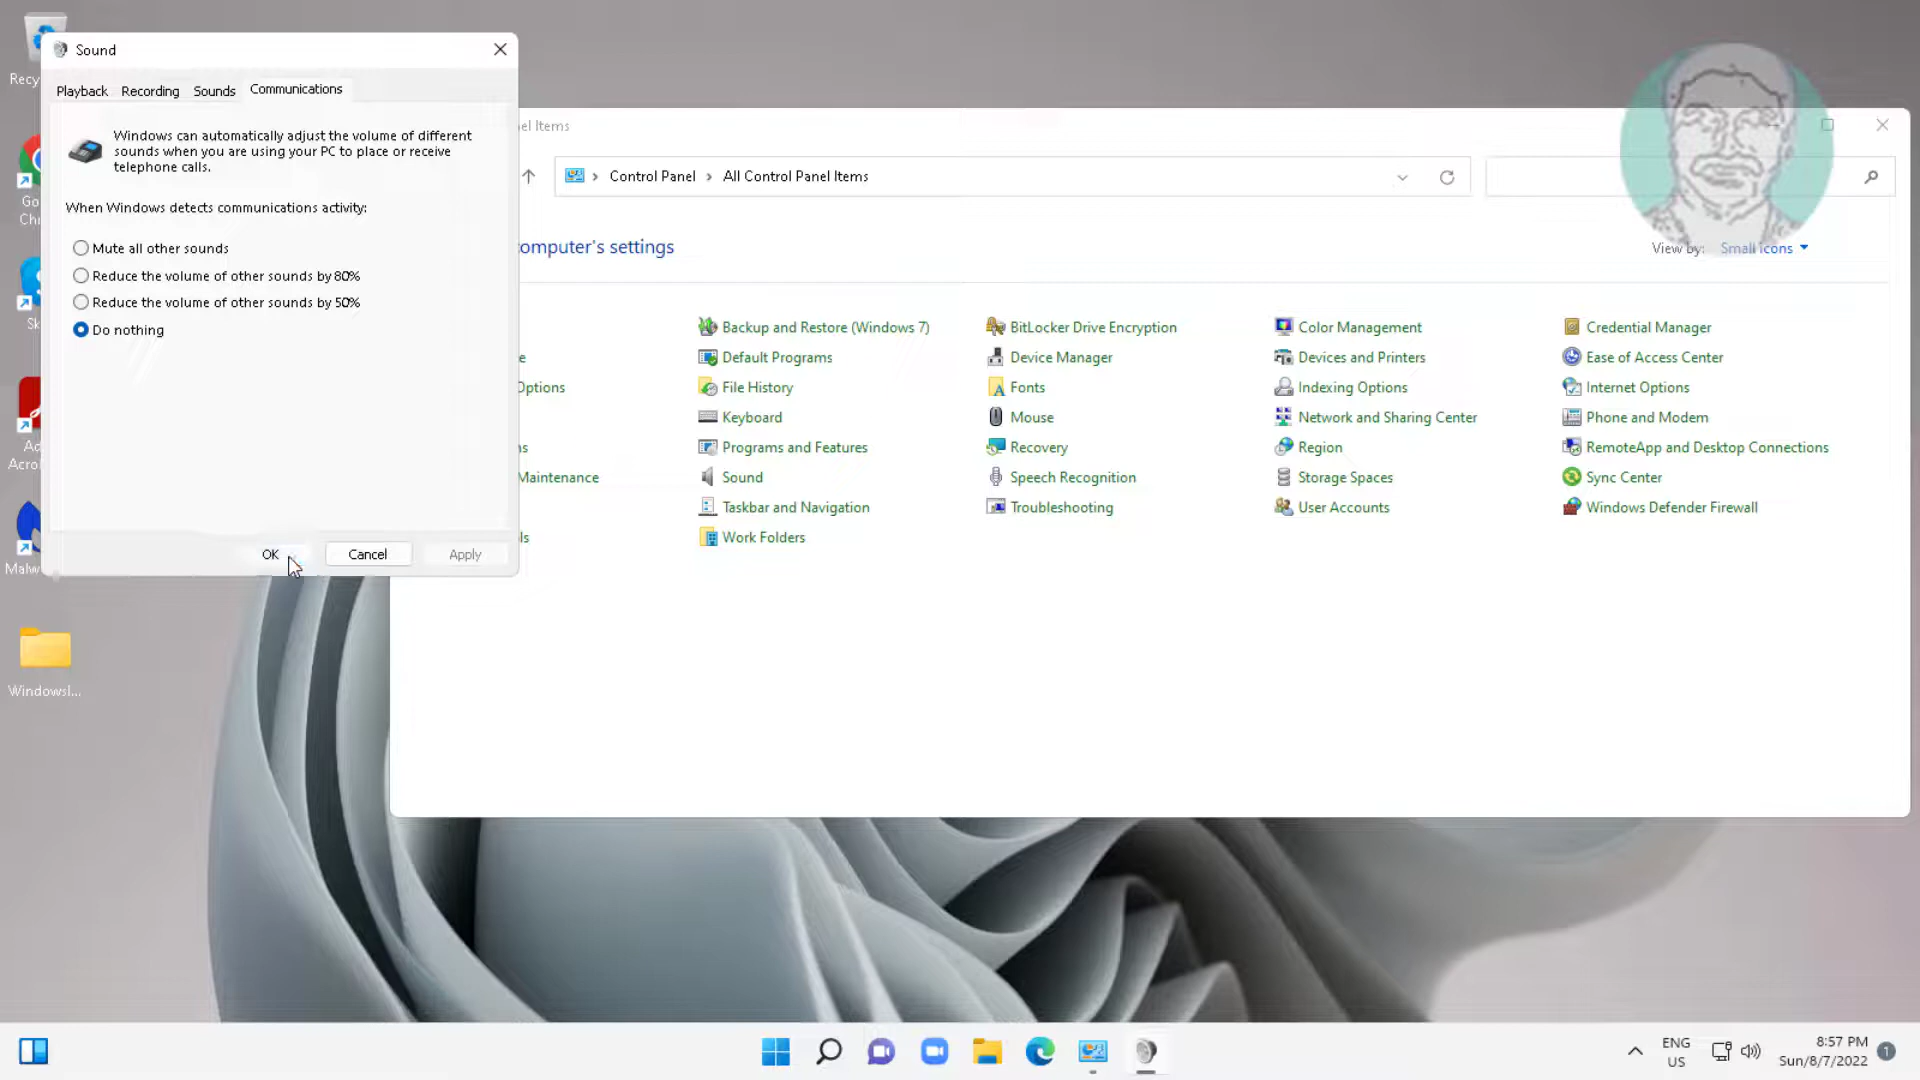 Sound
Playback Recording Sounds Communications
Windows can automatically adjust the volume of different
sounds when you are using your PC to place or receive
telephone calls.
When Windows detects communications activity:
Mute all other sounds
Reduce the volume of other sounds by 80%
Reduce the volume of other sounds by 50%
Do nothing
OK Cancel Apply
Items
Control Panel > All Control Panel Items
computer's settings
View by: Small icons
Backup and Restore (Windows 7) BitLocker Drive Encryption Color Management Credential Manager
Default Programs Device Manager Devices and Printers Ease of Access Center
Options File History Fonts Indexing Options Internet Options
Keyboard Mouse Network and Sharing Center Phone and Modem
Programs and Features Recovery Region RemoteApp and Desktop Connections
Maintenance Sound Speech Recognition Storage Spaces Sync Center
Taskbar and Navigation Troubleshooting User Accounts Windows Defender Firewall
Work Folders
Recy
Go
Chr
Sk
Ac
Acro
Malw
WindowsI...
ENG
US
8:57 PM
Sun/8/7/2022
1